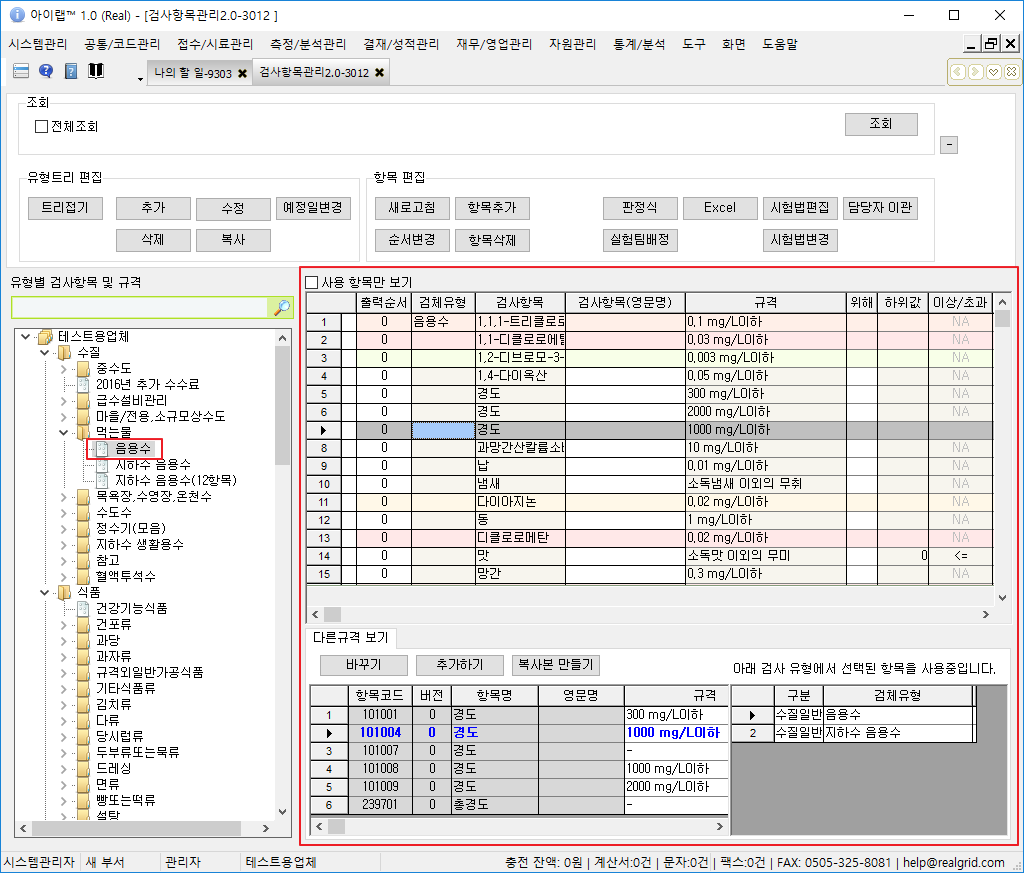 아이랩™ 1.0 (Real) - [검사항목관리2.0-3012 ]
시스템관리 공통/코드관리 접수/시료관리 측정/분석관리 결재/성적관리 재무/영업관리 자원관리 통계/분석 도구 화면 도움말
나의 할 일-9303 검사항목관리2.0-3012
조회
전체조회 조회
유형트리 편집 항목 편집
트리접기 추가 수정 예정일변경 새로고침 항목추가 판정식 Excel 시험법편집 담당자 이관
삭제 복사 순서변경 항목삭제 실험팀배정 시험법변경
유형별 검사항목 및 규격
테스트용업체
수질
중수도
2016년 추가 수수료
급수설비관리
마을/전용,소규모상수도
먹는물
음용수
지하수 음용수
지하수 음용수(12항목)
목욕장,수영장,온천수
수도수
정수기(모음)
지하수 생활용수
참고
혈액투석수
식품
건강기능식품
건포류
과당
과자류
규격외일반가공식품
기타식품류
김치류
다류
당시럽류
두부류또는묵류
드레싱
면류
빵또는떡류
설탕
사용 항목만 보기
출력순서 검체유형 검사항목 검사항목(영문명) 규격 위해 하위값 이상/초과
1 0 음용수 1,1,1-트리클로로 0.1 mg/L이하 NA
2 0 1,1-디클로로에틸 0.03 mg/L이하 NA
3 0 1,2-디브로모-3- 0.003 mg/L이하 NA
4 0 1,4-다이옥산 0.05 mg/L이하 NA
5 0 경도 300 mg/L이하 NA
6 0 경도 2000 mg/L이하 NA
0 경도 1000 mg/L이하 NA
8 0 과망간산칼륨소비 10 mg/L이하 NA
9 0 납 0.01 mg/L이하 NA
10 0 냄새 소독냄새 이외의 무취 NA
11 0 다이아지논 0.02 mg/L이하 NA
12 0 동 1 mg/L이하 NA
13 0 디클로로메탄 0.02 mg/L이하 NA
14 0 맛 소독맛 이외의 무미 0 <=
15 0 망간 0.3 mg/L이하 NA
다른규격 보기
바꾸기 추가하기 복사본 만들기 아래 검사 유형에서 선택된 항목을 사용중입니다.
항목코드 버전 항목명 영문명 규격
1 101001 0 경도 300 mg/L이하
101004 0 경도 1000 mg/L이하
3 101007 0 경도 -
4 101008 0 경도 1000 mg/L이하
5 101009 0 경도 2000 mg/L이하
6 239701 0 총경도 -
구분 검체유형
수질일반 음용수
2 수질일반 지하수 음용수
시스템관리자 새 부서 관리자 테스트용업체 충전 잔액: 0원 | 계산서:0건 | 문자:0건 | 팩스:0건 | FAX: 0505-325-8081 | help@realgrid.com